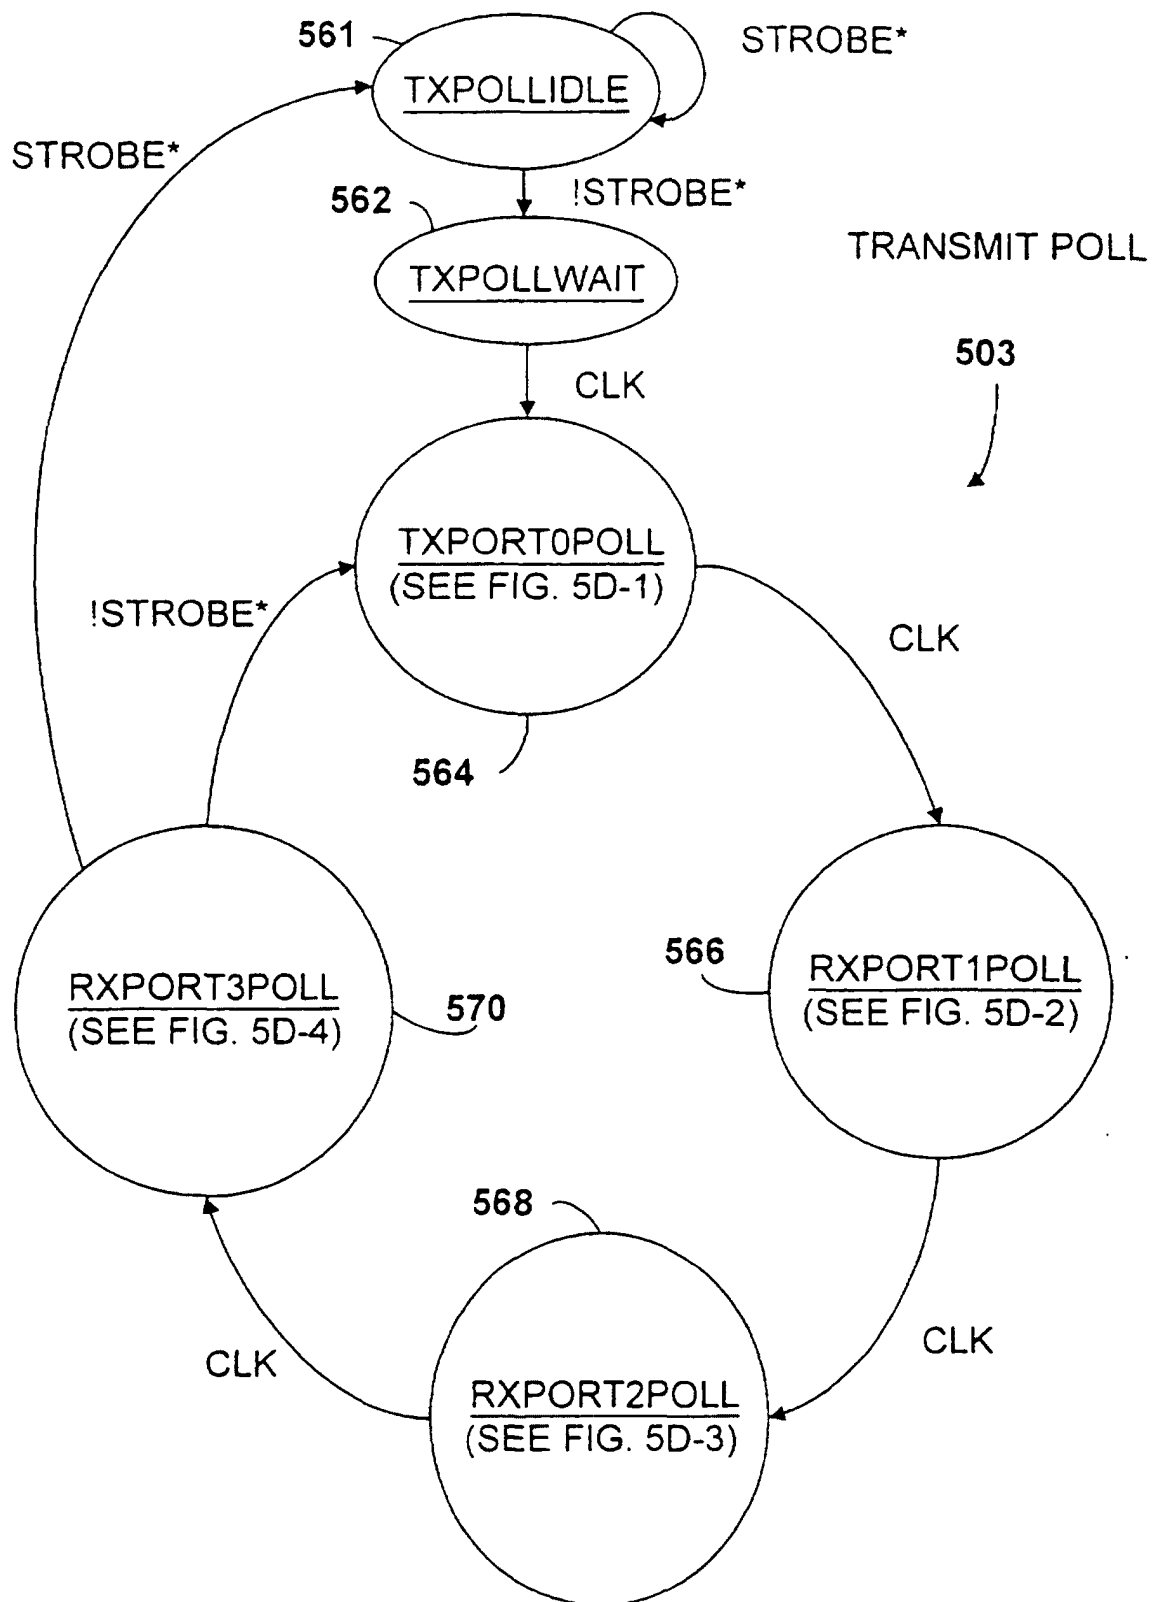 561
STROBE*
TXPOLLIDLE
STROBE*
562
!STROBE*
TRANSMIT POLL
TXPOLLWAIT
503
CLK
TXPORT0POLL
(SEE FIG. 5D-1)
!STROBE*
CLK
564
566
RXPORT1POLL
(SEE FIG. 5D-2)
RXPORT3POLL
(SEE FIG. 5D-4)
570
568
CLK
CLK
RXPORT2POLL
(SEE FIG. 5D-3)